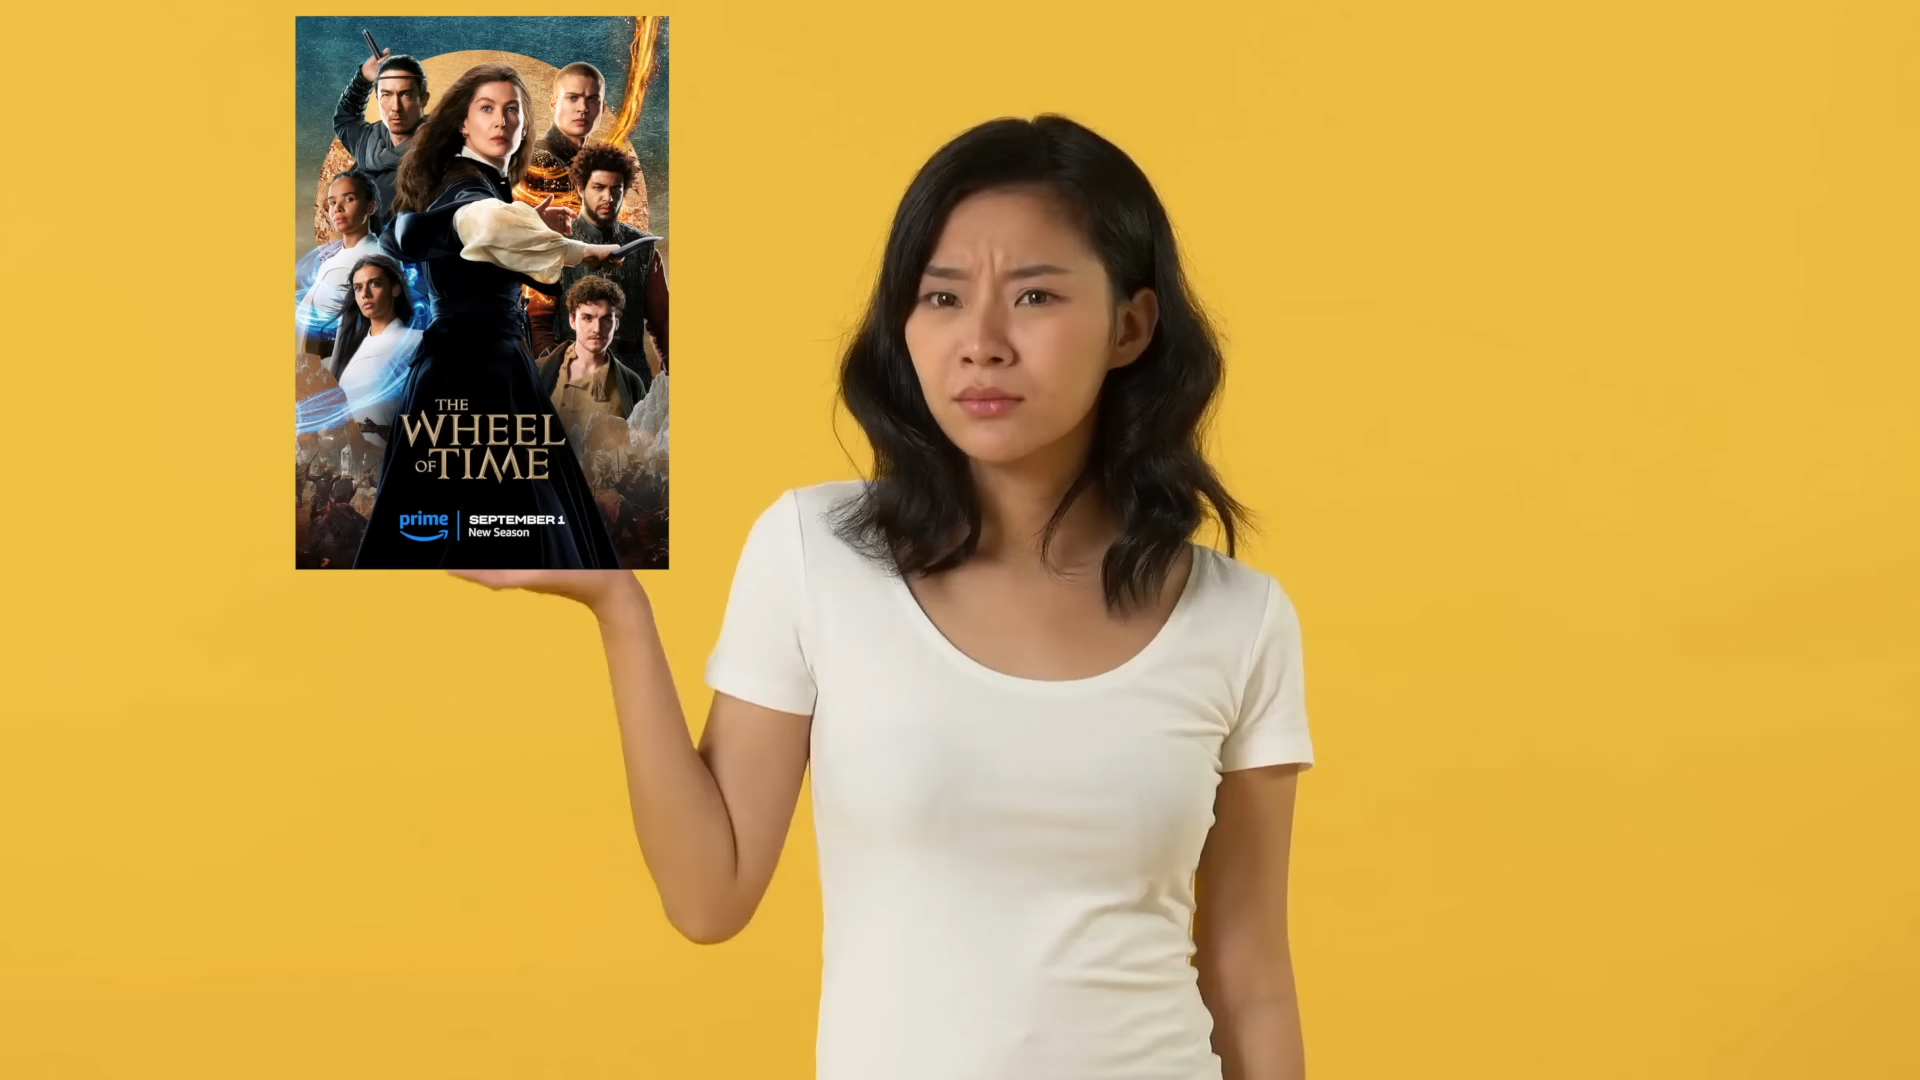 THE
WHEEL
OF TIME
prime
SEPTEMBER 1
New Season